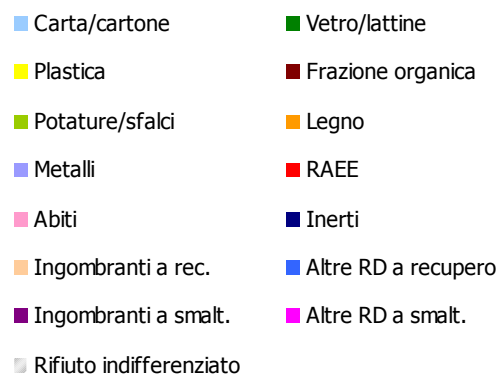 Carta/cartone
Vetro/lattine
Plastica
Frazione organica
Potature/sfalci
Legno
Metalli
RAEE
Abiti
Inerti
Ingombranti a rec.
Altre RD a recupero
Ingombranti a smalt.
Altre RD a smalt.
Rifiuto indifferenziato